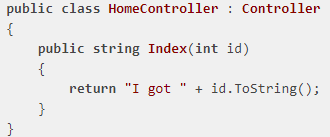 public class HomeController : Controller
{
    public string Index(int id)
    {
        return "I got " + id.ToString();
    }
}